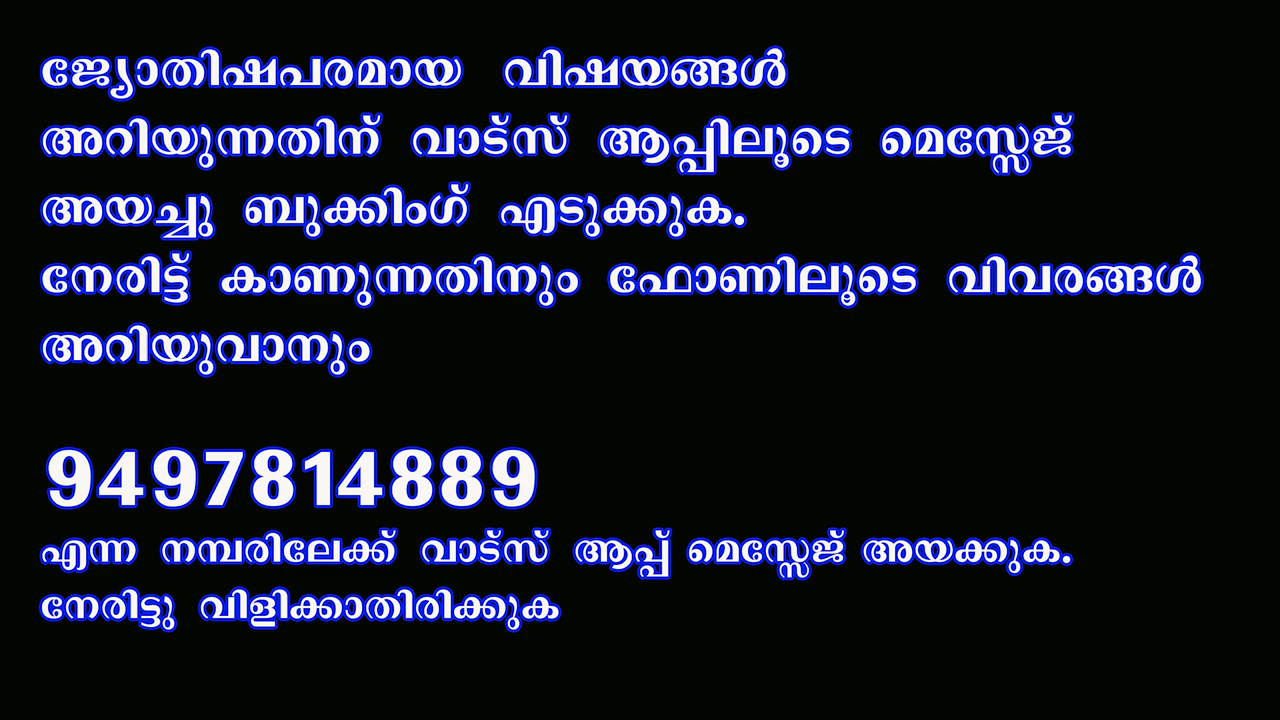 ജ്യോതിഷപരമായ വിഷയങ്ങൾ
അറിയുന്നതിന് വാട്സ് ആപ്പിലൂടെ മെസ്സേജ്
അയച്ചു ബുക്കിംഗ് എടുക്കുക.
നേരിട്ട് കാണുന്നതിനും ഫോണിലൂടെ വിവരങ്ങൾ
അറിയുവാനും
9497814889
എന്ന നമ്പരിലേക്ക് വാട്സ് ആപ്പ് മെസ്സേജ് അയക്കുക.
നേരിട്ടു വിളിക്കാതിരിക്കുക